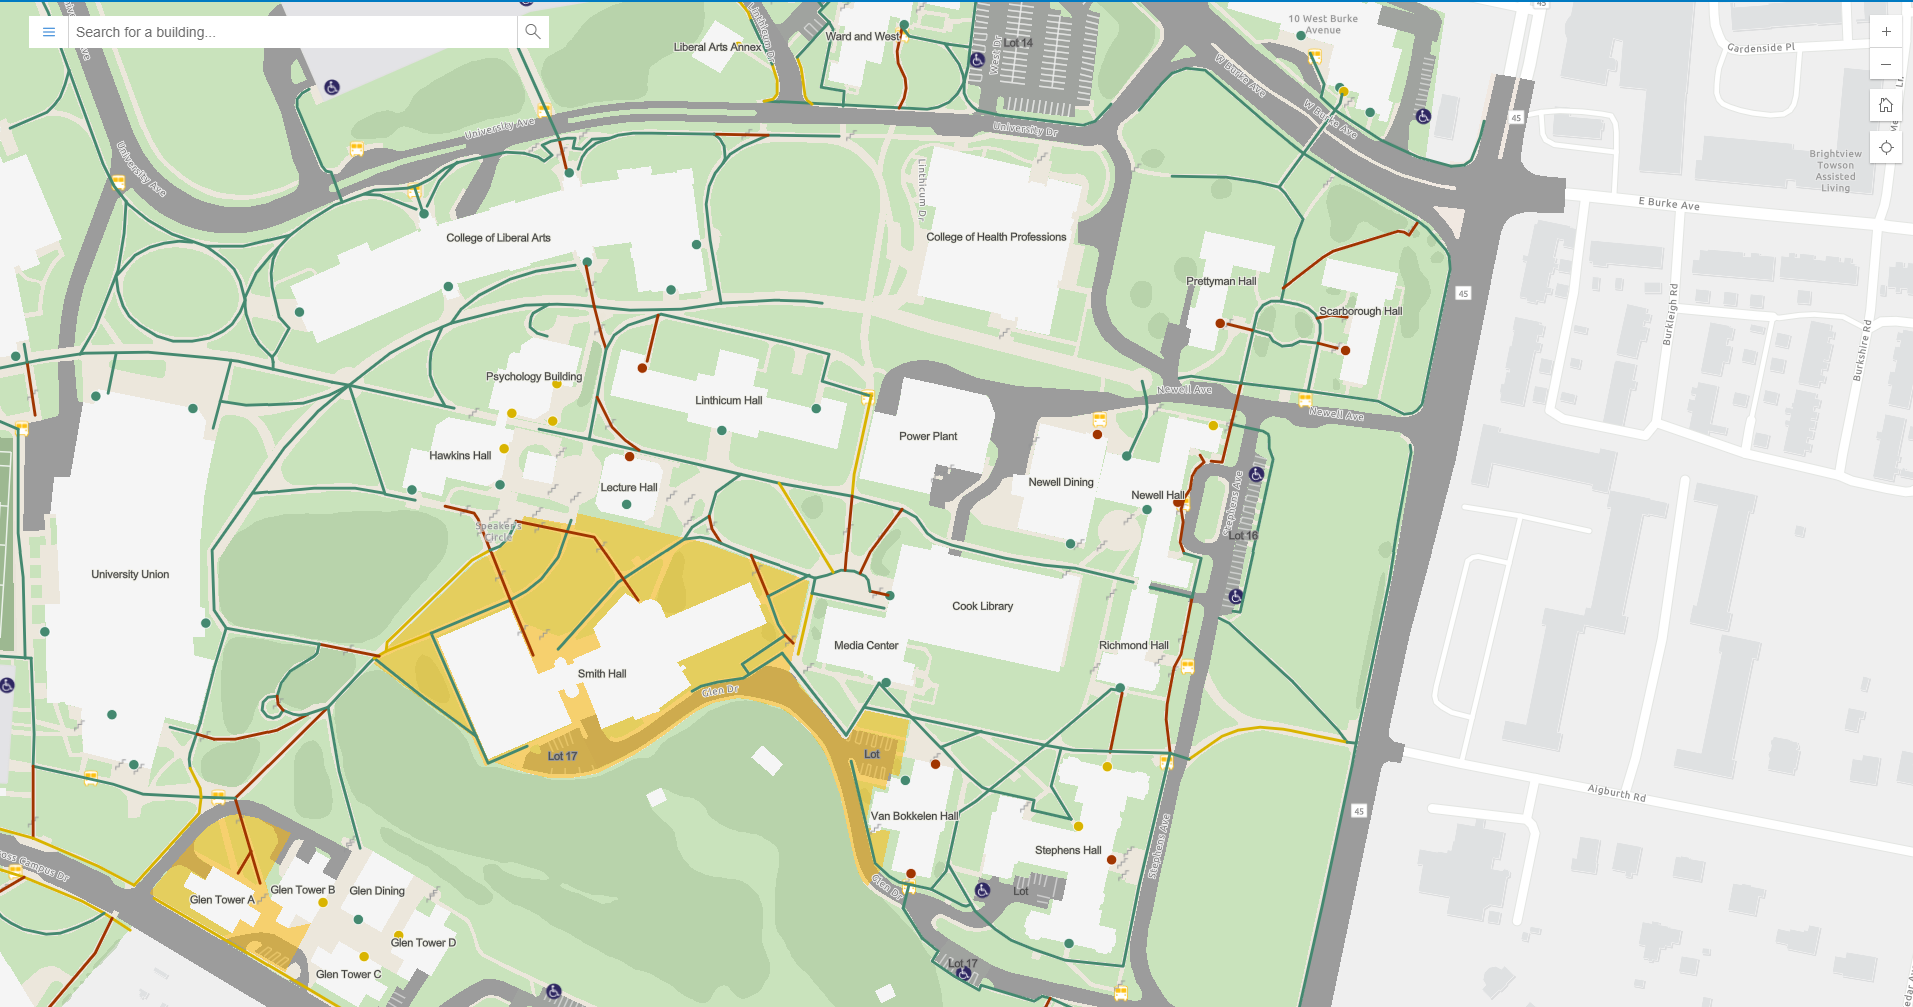 Search for a building...
Linthicum Dr
Liberal Arts Annex
Ward and West
West Dr
Lot 14
10 West Burke
Avenue
45
Gardenside Pl
W Burke Ave
W Burke Ave
45
University Ave
University Ave
University Dr
Brightview
Towson
Assisted
Living
Linthicum Dr
E Burke Ave
College of Liberal Arts
College of Health Professions
Prettyman Hall
45
Scarborough Hall
Burkleigh Rd
Burkshire Rd
Psychology Building
Linthicum Hall
Newell Ave
Newell Ave
Power Plant
Hawkins Hall
Lecture Hall
Newell Dining
Newell Hall
Stephens Ave
Lot 16
Speaker's
Circle
University Union
Cook Library
Media Center
Richmond Hall
Smith Hall
Glen Dr
Lot 17
Lot
Aigburth Rd
45
Van Bokkelen Hall
Stephens Hall
Stephens Ave
Glen Dr
Lot
Glen Tower B
Glen Dining
Glen Tower A
oss Campus Dr
Glen Tower D
Glen Tower C
Lot 17